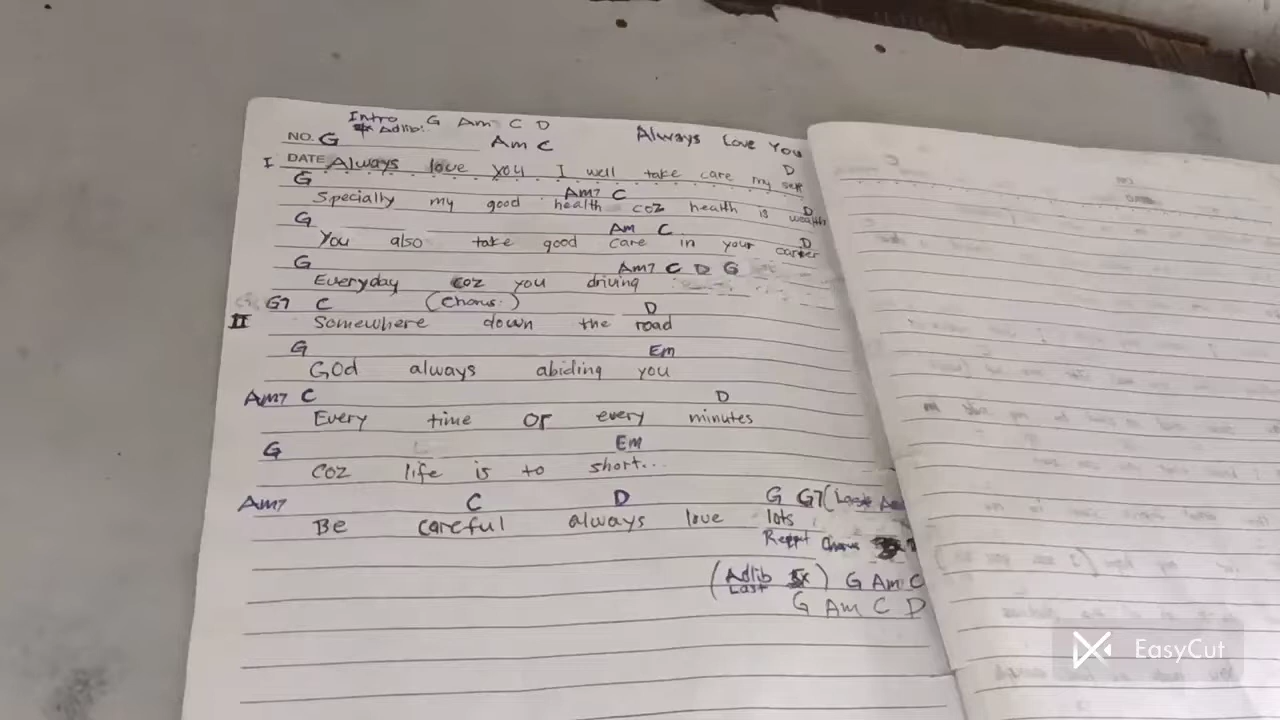 Intro G Am C D
Adlib: Always Love You
NO. G Am C
I DATE Always love you I well take care my self D
G Am7 C
Specially my good health coz health is wealth D
G Am C
You also take good care in your carrer D
G Am7 C D G
Everyday coz you driving
G7 C (Chorus:) D
II Somewhere down the road
G Em
God always abiding you
Am7 C D
Every time or every minutes
G Em
Coz life is to short...
Am7 C D G G7 (
Be careful always love lots
Chorus
(Adlib ) G Am C
Last G Am C D
EasyCut